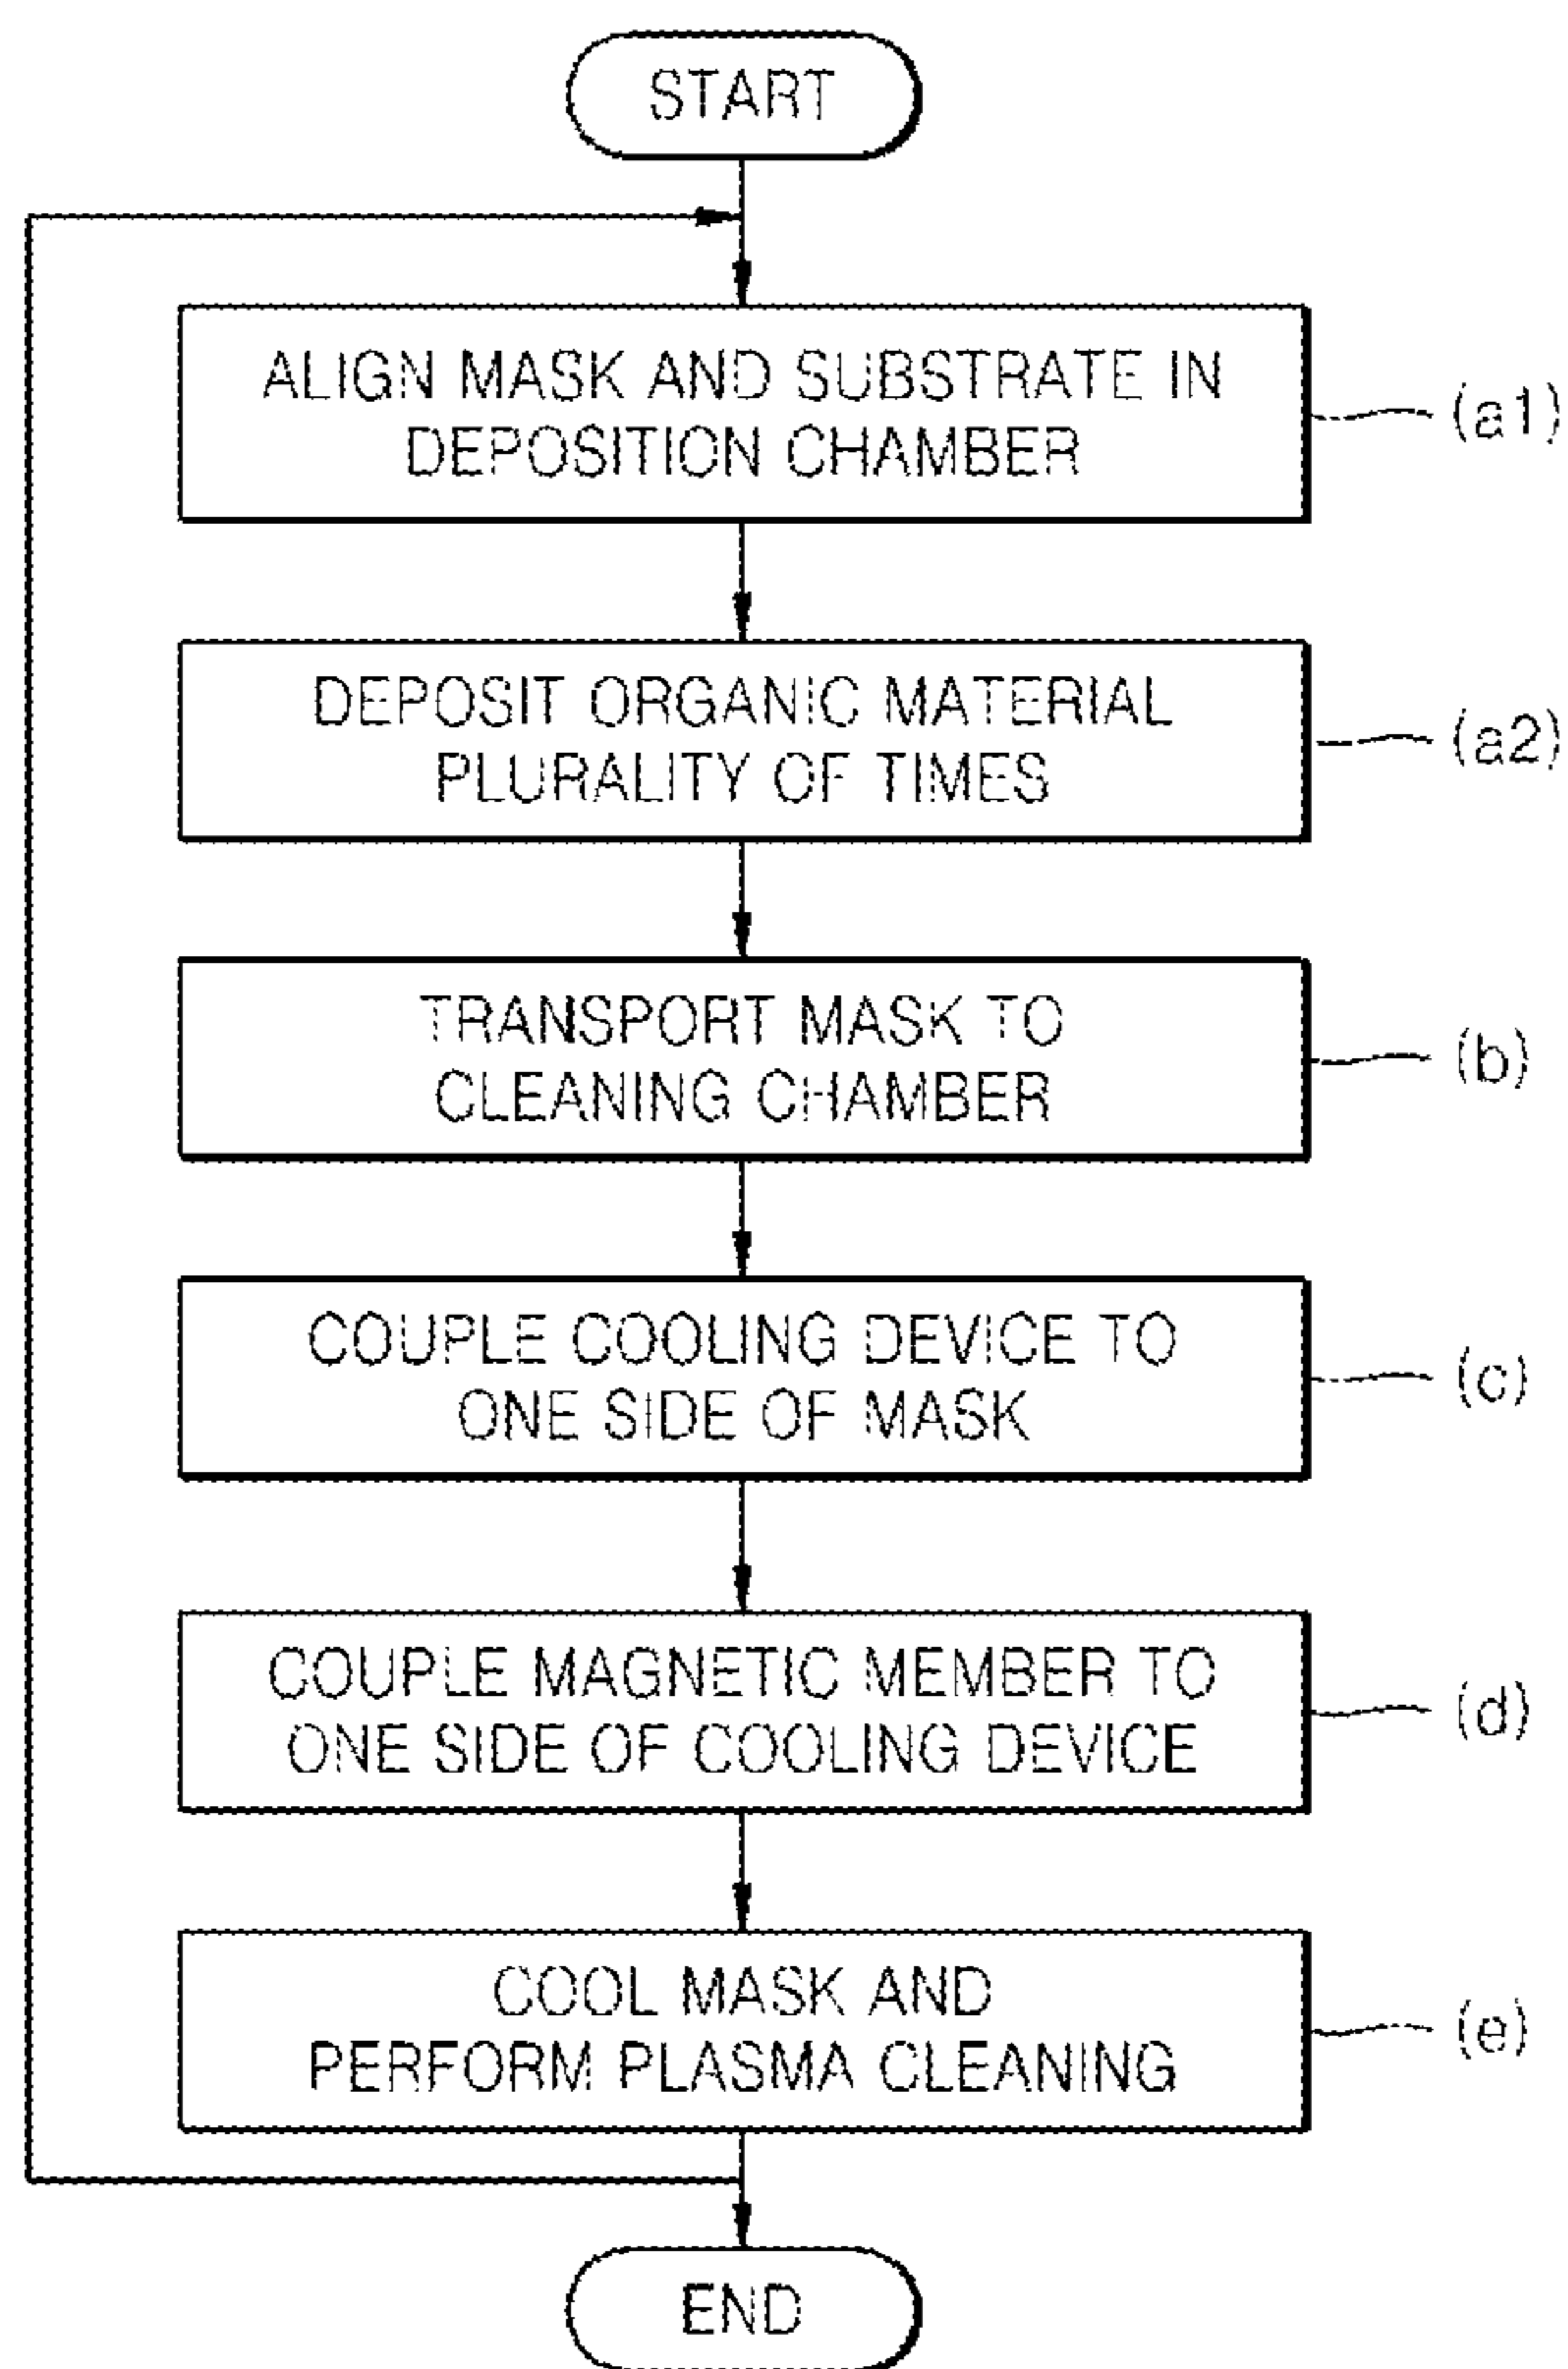 START
ALIGN MASK AND SUBSTRATE IN
DEPOSITION CHAMBER
(a1)
DEPOSIT ORGANIC MATERIAL
PLURALITY OF TIMES
(a2)
TRANSPORT MASK TO
CLEANING CHAMBER
(b)
COUPLE COOLING DEVICE TO
ONE SIDE OF MASK
(c)
COUPLE MAGNETIC MEMBER TO
ONE SIDE OF COOLING DEVICE
(d)
COOL MASK AND
PERFORM PLASMA CLEANING
(e)
END